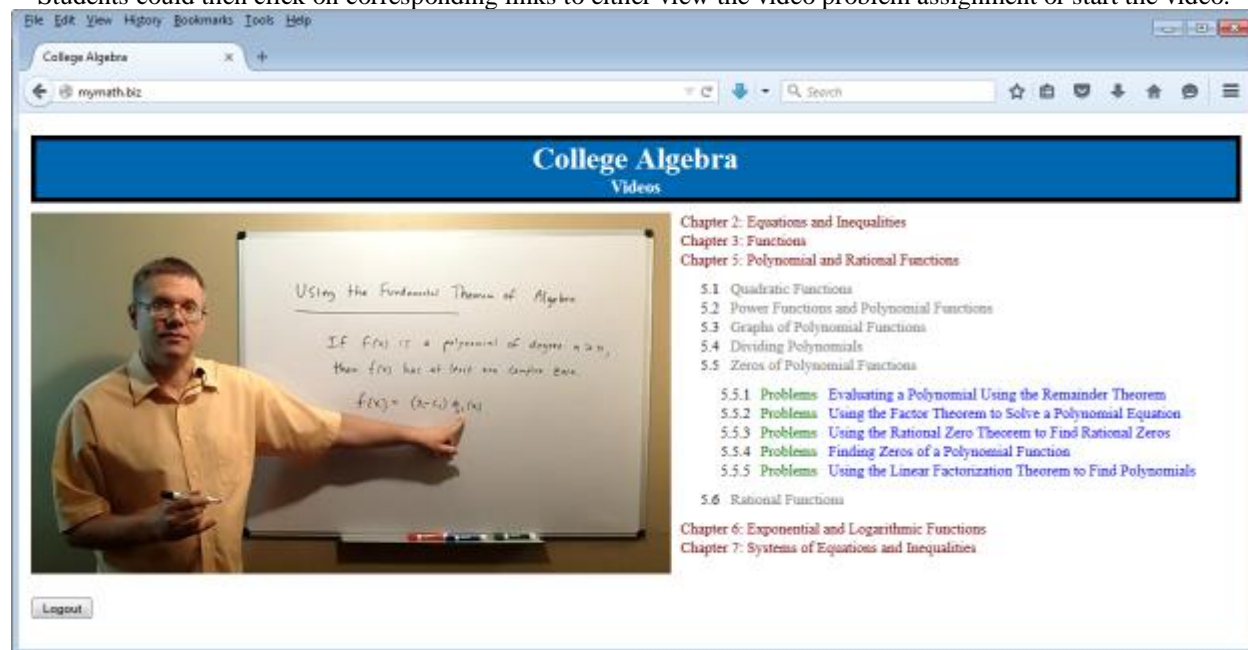 Students could then click on corresponding links to either view the video problem assignment or start the video.
File Edit View History Bookmarks Tools Help
College Algebra × +
mymath.biz
Search
College Algebra
Videos
Using the Fundamental Theorem of Algebra
If f(x) is a polynomial of degree
then f(x) has at least one complex zero.
f(x) =
Chapter 2: Equations and Inequalities
Chapter 3: Functions
Chapter 5: Polynomial and Rational Functions
5.1 Quadratic Functions
5.2 Power Functions and Polynomial Functions
5.3 Graphs of Polynomial Functions
5.4 Dividing Polynomials
5.5 Zeros of Polynomial Functions
5.5.1 Problems Evaluating a Polynomial Using the Remainder Theorem
5.5.2 Problems Using the Factor Theorem to Solve a Polynomial Equation
5.5.3 Problems Using the Rational Zero Theorem to Find Rational Zeros
5.5.4 Problems Finding Zeros of a Polynomial Function
5.5.5 Problems Using the Linear Factorization Theorem to Find Polynomials
5.6 Rational Functions
Chapter 6: Exponential and Logarithmic Functions
Chapter 7: Systems of Equations and Inequalities
Logout